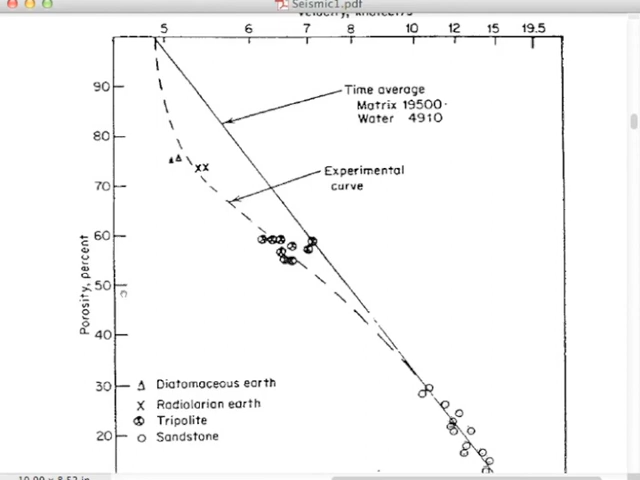 Seismic1.pdf
velocity,
5 6 7 8 10 12 15 19.5
90
Time average
Matrix 19500
Water 4910
80
Experimental
curve
70
60
Porosity, percent
50
40
30
Diatomaceous earth
X Radiolarian earth
Tripolite
Sandstone
20